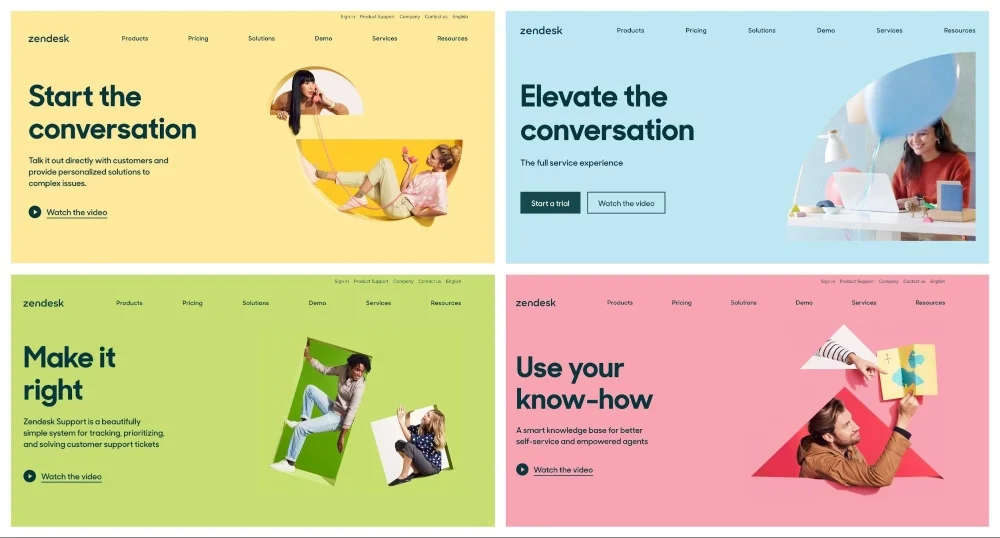 Sign in Product Support Company Contact us English
zendesk Products Pricing Solutions Demo Services Resources
Start the
conversation
Talk it out directly with customers and
provide personalized solutions to
complex issues.
Watch the video
zendesk Products Pricing Solutions Demo Services Resources
Elevate the
conversation
The full service experience
Start a trial Watch the video
Sign in Product Support Company Contact us English
zendesk Products Pricing Solutions Demo Services Resources
Make it
right
Zendesk Support is a beautifully
simple system for tracking, prioritizing,
and solving customer support tickets
Watch the video
Sign in Product Support Company Contact us English
zendesk Products Pricing Solutions Demo Services Resources
Use your
know-how
A smart knowledge base for better
self-service and empowered agents
Watch the video